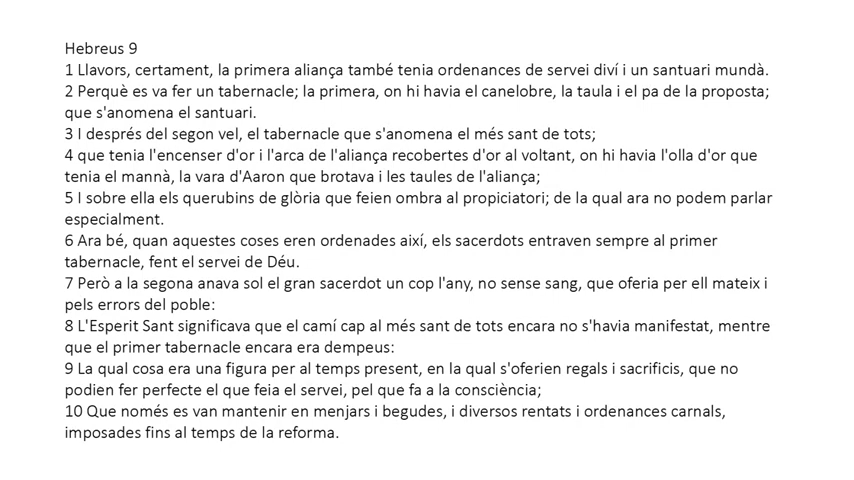 Hebreus 9
1 Llavors, certament, la primera aliança també tenia ordenances de servei diví i un santuari mundà.
2 Perquè es va fer un tabernacle; la primera, on hi havia el canelobre, la taula i el pa de la proposta;
que s'anomena el santuari.
3 I després del segon vel, el tabernacle que s'anomena el més sant de tots;
4 que tenia l'encenser d'or i l'arca de l'aliança recobertes d'or al voltant, on hi havia l'olla d'or que
tenia el mannà, la vara d'Aaron que brotava i les taules de l'aliança;
5 I sobre ella els querubins de glòria que feien ombra al propiciatori; de la qual ara no podem parlar
especialment.
6 Ara bé, quan aquestes coses eren ordenades així, els sacerdots entraven sempre al primer
tabernacle, fent el servei de Déu.
7 Però a la segona anava sol el gran sacerdot un cop l'any, no sense sang, que oferia per ell mateix i
pels errors del poble:
8 L'Esperit Sant significava que el camí cap al més sant de tots encara no s'havia manifestat, mentre
que el primer tabernacle encara era dempeus:
9 La qual cosa era una figura per al temps present, en la qual s'oferien regals i sacrificis, que no
podien fer perfecte el que feia el servei, pel que fa a la consciència;
10 Que només es van mantenir en menjars i begudes, i diversos rentats i ordenances carnals,
imposades fins al temps de la reforma.